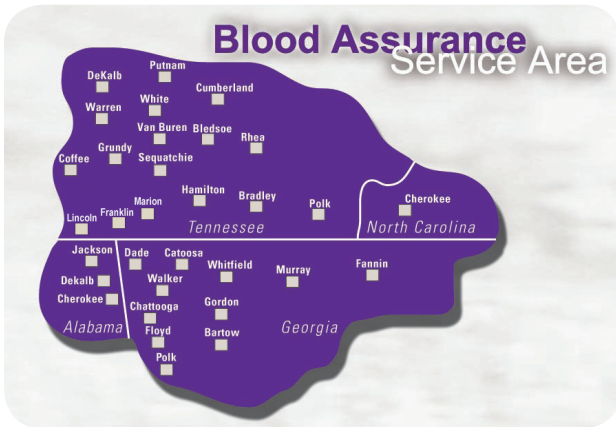 Blood Assurance
Service Area
Putnam
DeKalb
Cumberland
White
Warren
Van Buren
Bledsoe
Rhea
Grundy
Coffee
Sequatchie
Hamilton
Bradley
Marion
Polk
Cherokee
Franklin
Lincoln
Tennessee
North Carolina
Jackson
Dade
Catoosa
Whitfield
Murray
Fannin
Dekalb
Walker
Cherokee
Chattooga
Gordon
Alabama
Floyd
Bartow
Georgia
Polk